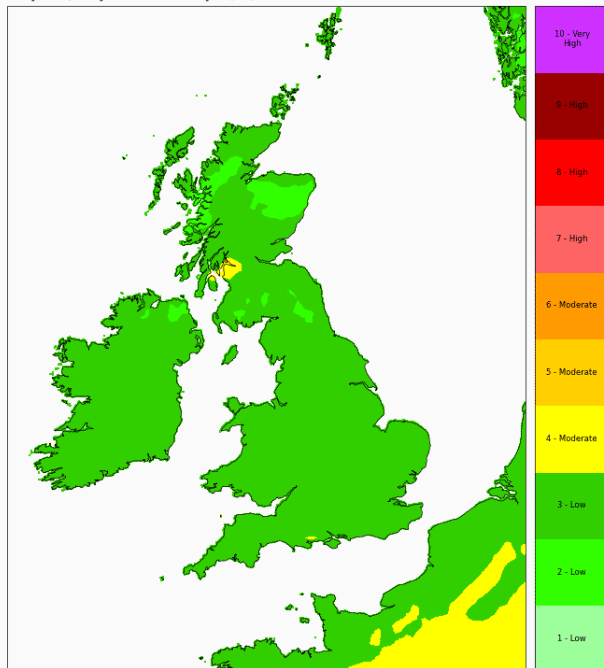 10 - Very
High
9 - High
8 - High
7 - High
6 - Moderate
5 - Moderate
4 - Moderate
3 - Low
2 - Low
1 - Low